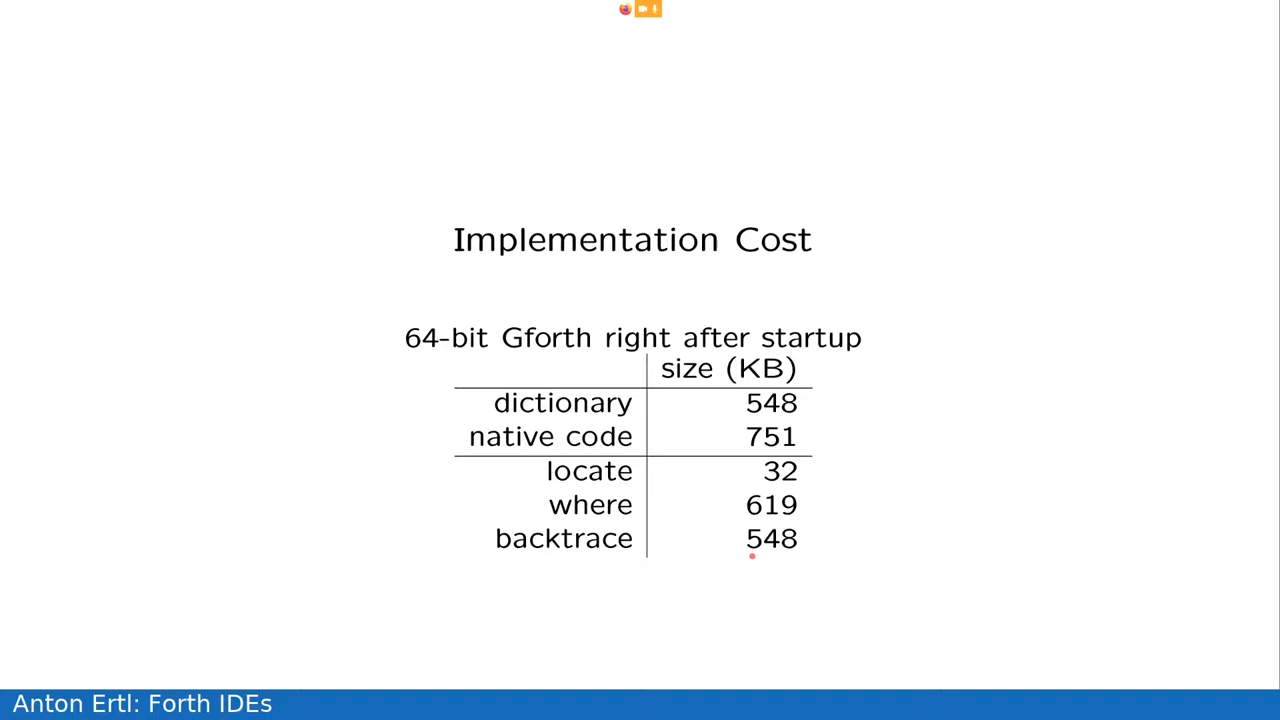 Implementation Cost
64-bit Gforth right after startup
size (KB)
dictionary 548
native code 751
locate 32
where 619
backtrace 548
Anton Ertl: Forth IDEs